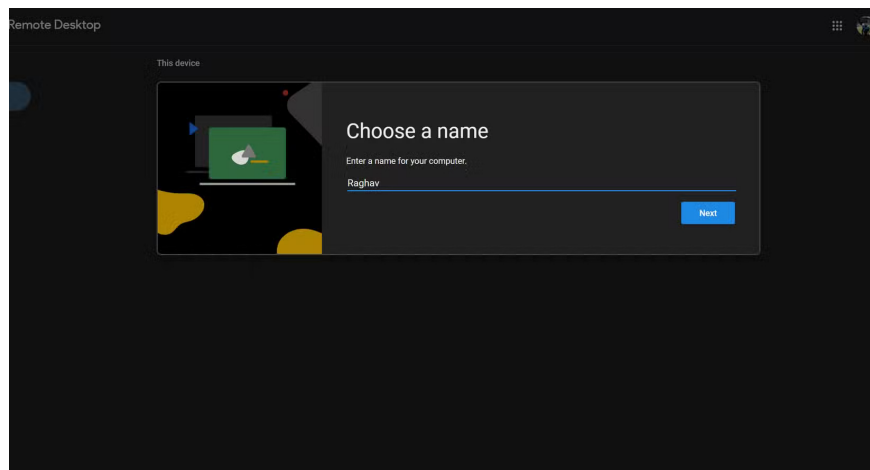 Remote Desktop
This device
Choose a name
Enter a name for your computer.
Raghav
Next